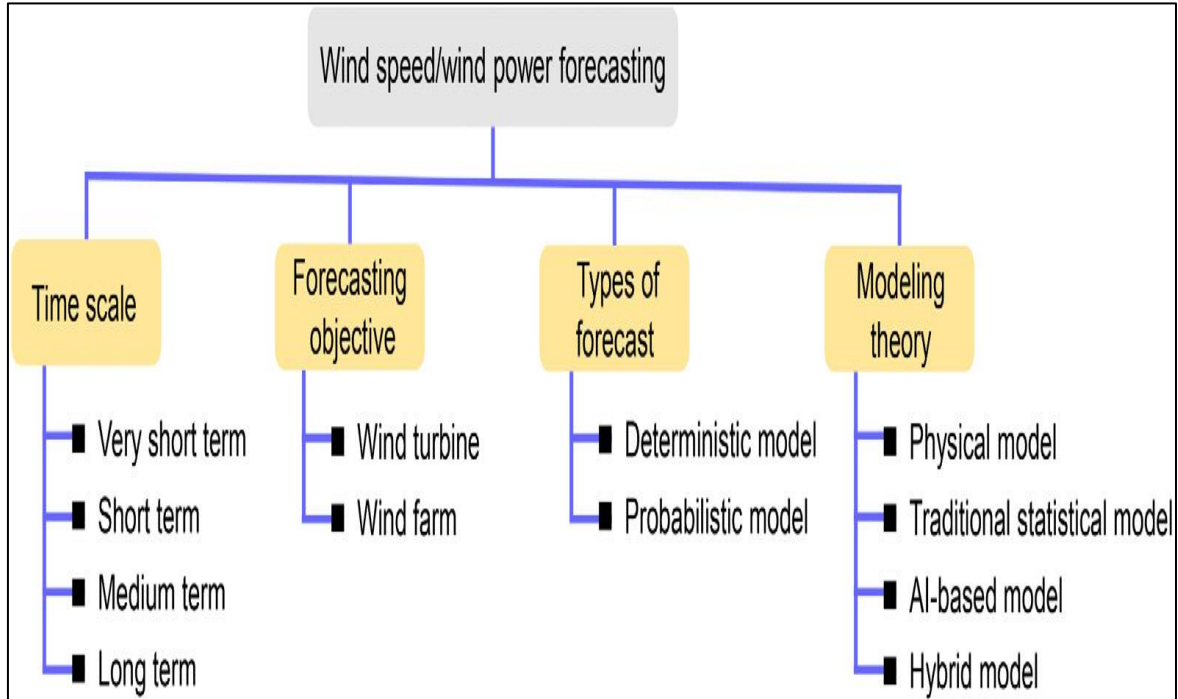 Wind speed/wind power forecasting
Time scale
Very short term
Short term
Medium term
Long term
Forecasting
objective
Wind turbine
Wind farm
Types of
forecast
Deterministic model
Probabilistic model
Modeling
theory
Physical model
Traditional statistical model
AI-based model
Hybrid model